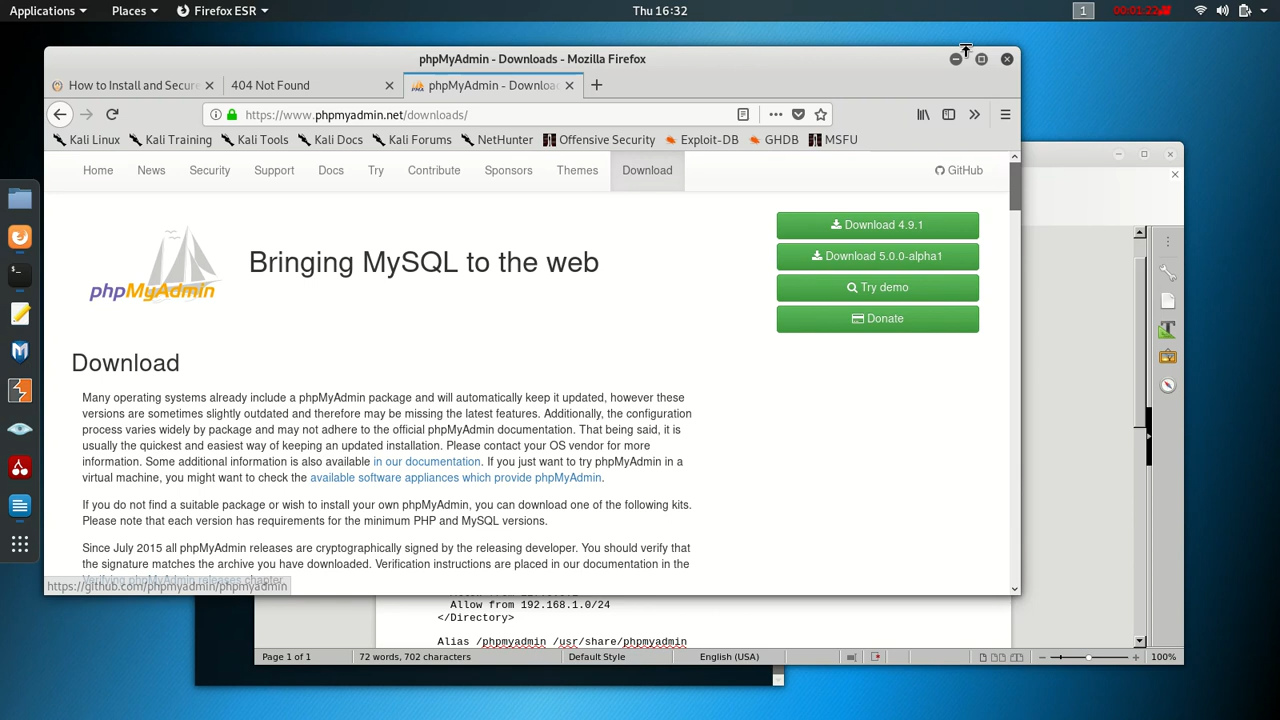 Applications
Places
Firefox ESR
Thu 16:32
1
phpMyAdmin - Downloads - Mozilla Firefox
How to Install and Secure
404 Not Found
phpMyAdmin - Downloa
https://www.phpmyadmin.net/downloads/
Kali Linux
Kali Training
Kali Tools
Kali Docs
Kali Forums
NetHunter
Offensive Security
Exploit-DB
GHDB
MSFU
Home
News
Security
Support
Docs
Try
Contribute
Sponsors
Themes
Download
GitHub
phpMyAdmin
Bringing MySQL to the web
Download 4.9.1
Download 5.0.0-alpha1
Try demo
Donate
Download
Many operating systems already include a phpMyAdmin package and will automatically keep it updated, however these
versions are sometimes slightly outdated and therefore may be missing the latest features. Additionally, the configuration
process varies widely by package and may not adhere to the official phpMyAdmin documentation. That being said, it is
usually the quickest and easiest way of keeping an updated installation. Please contact your OS vendor for more
information. Some additional information is also available in our documentation. If you just want to try phpMyAdmin in a
virtual machine, you might want to check the available software appliances which provide phpMyAdmin.
If you do not find a suitable package or wish to install your own phpMyAdmin, you can download one of the following kits.
Please note that each version has requirements for the minimum PHP and MySQL versions.
Since July 2015 all phpMyAdmin releases are cryptographically signed by the releasing developer. You should verify that
the signature matches the archive you have downloaded. Verification instructions are placed in our documentation in the
Verifying phpMyAdmin releases chapter.
https://github.com/phpmyadmin/phpmyadmin
Allow from 192.168.1.0/24
</Directory>
Alias /phpmyadmin /usr/share/phpmyadmin
Page 1 of 1
72 words, 702 characters
Default Style
English (USA)
100%